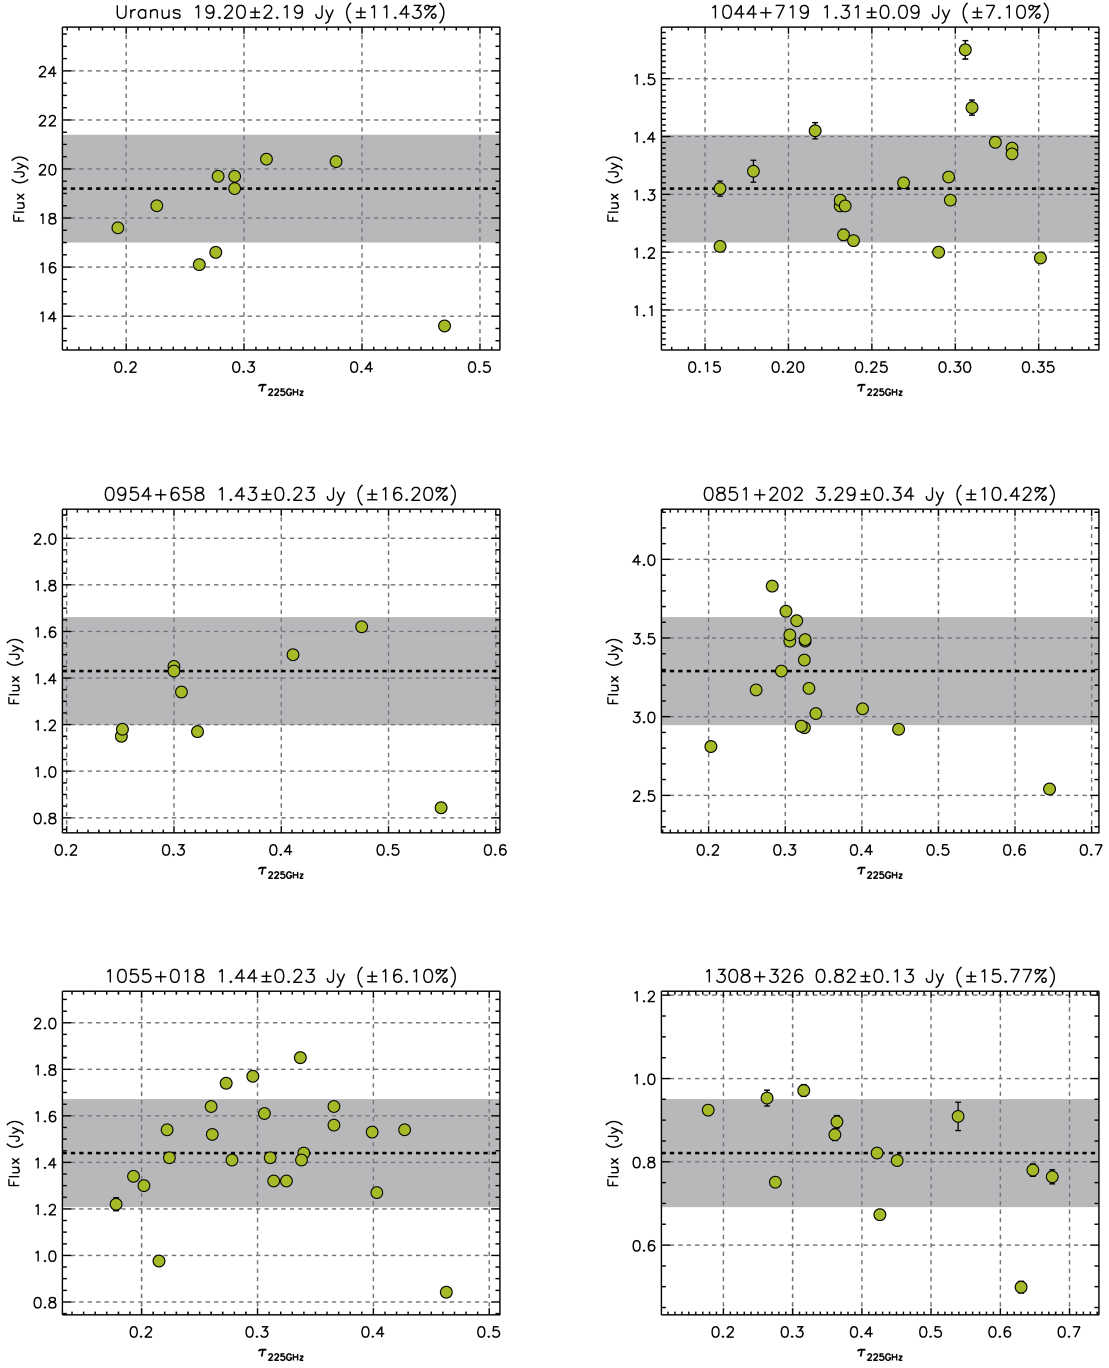 Uranus 19.20±2.19 Jy (±11.43%)
24
22
20
18
16
14
Flux (Jy)
0.2 0.3 0.4 0.5
τ225GHz
1044+719 1.31±0.09 Jy (±7.10%)
1.5
1.4
1.3
1.2
1.1
Flux (Jy)
0.15 0.20 0.25 0.30 0.35
τ225GHz
0954+658 1.43±0.23 Jy (±16.20%)
2.0
1.8
1.6
1.4
1.2
1.0
0.8
Flux (Jy)
0.2 0.3 0.4 0.5 0.6
τ225GHz
0851+202 3.29±0.34 Jy (±10.42%)
4.0
3.5
3.0
2.5
Flux (Jy)
0.2 0.3 0.4 0.5 0.6 0.7
τ225GHz
1055+018 1.44±0.23 Jy (±16.10%)
2.0
1.8
1.6
1.4
1.2
1.0
0.8
Flux (Jy)
0.2 0.3 0.4 0.5
τ225GHz
1308+326 0.82±0.13 Jy (±15.77%)
1.2
1.0
0.8
0.6
Flux (Jy)
0.2 0.3 0.4 0.5 0.6 0.7
τ225GHz